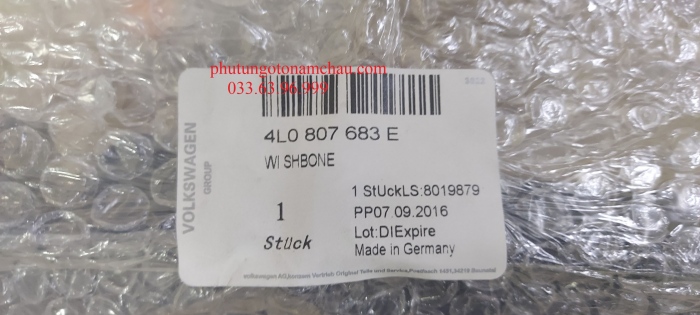 phutungotonamchau.com
033.63.96.999
VOLKSWAGEN
GROUP
4L0 807 683 E
WI SHBONE
1 StUckLS:8019879
1
PP07.09.2016
StUck
Lot:DIExpire
Made in Germany